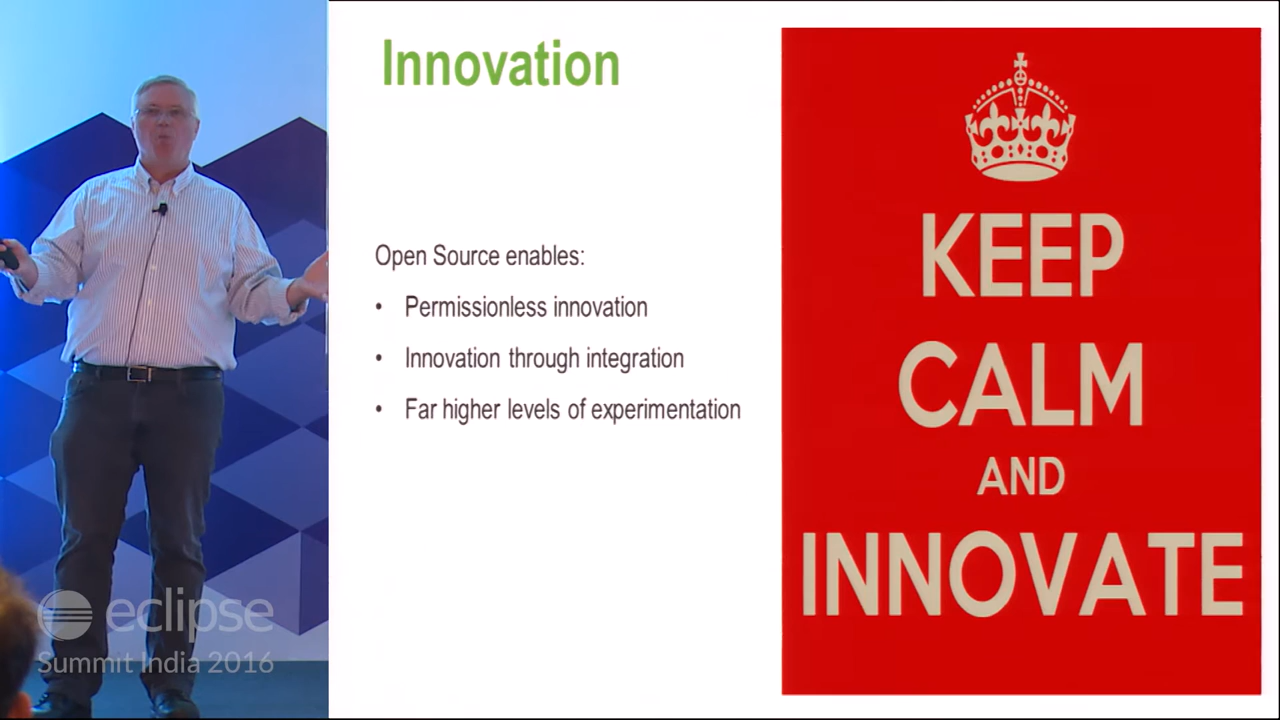 Innovation
Open Source enables:
• Permissionless innovation
• Innovation through integration
• Far higher levels of experimentation
KEEP
CALM
AND
INNOVATE
eclipse
Summit India 2016